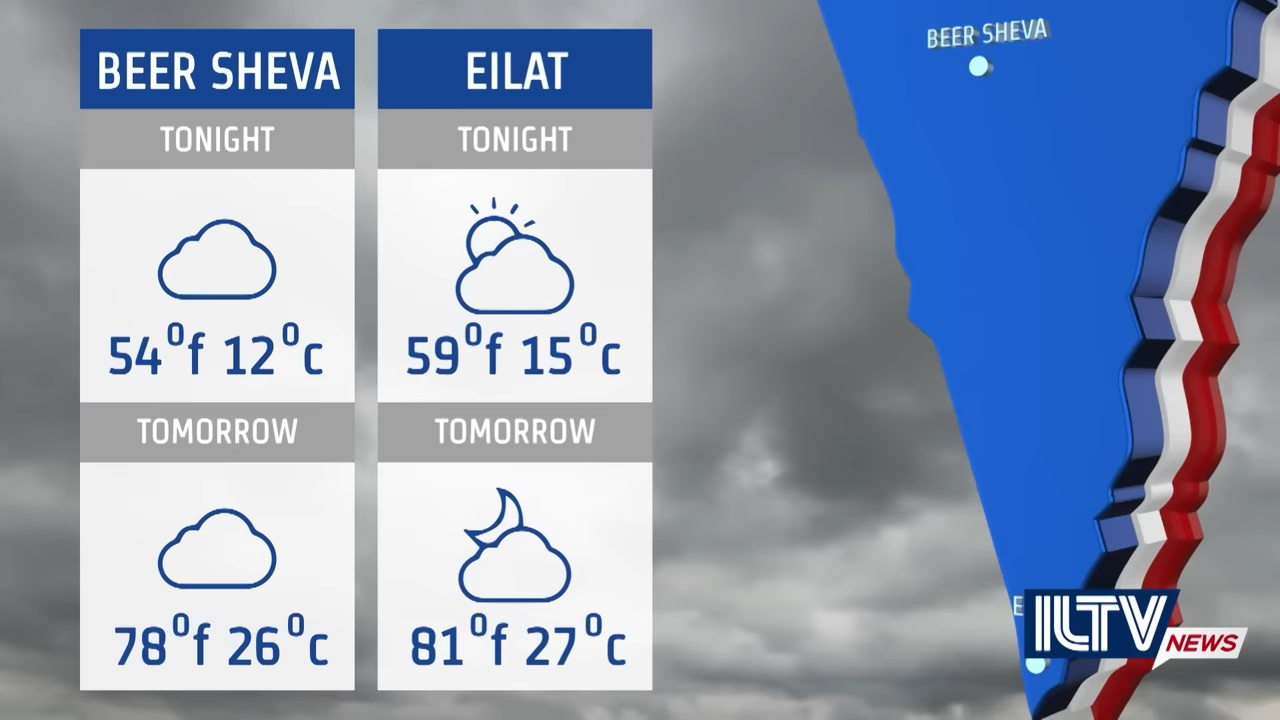 BEER SHEVA
TONIGHT
54°f 12°c
TOMORROW
78°f 26°c
EILAT
TONIGHT
59°f 15°c
TOMORROW
81°f 27°c
BEER SHEVA
E
ILTV
NEWS